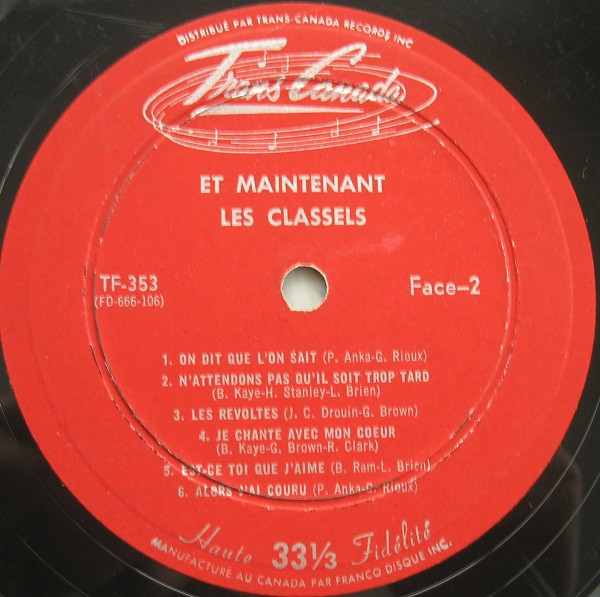 DISTRIBUÉ PAR TRANS-CANADA RECORDS INC
Trans Canada
ET MAINTENANT
LES CLASSELS
TF-353
(FD-666-106)
Face-2
1. ON DIT QUE L'ON SAIT (P. Anka-G. Rioux)
2. N'ATTENDONS PAS QU'IL SOIT TROP TARD
(B. Kaye-H. Stanley-L. Brien)
3. LES REVOLTES (J. C. Drouin-G. Brown)
4. JE CHANTE AVEC MON COEUR
(B. Kaye-G. Brown-R. Clark)
5. EST-CE TOI QUE J'AIME (B. Ram-L. Brien)
6. ALORS J'AI COURU (P. Anka-G. Rioux)
Haute 33⅓ Fidélité
MANUFACTURÉ AU CANADA PAR FRANCO DISQUE INC.